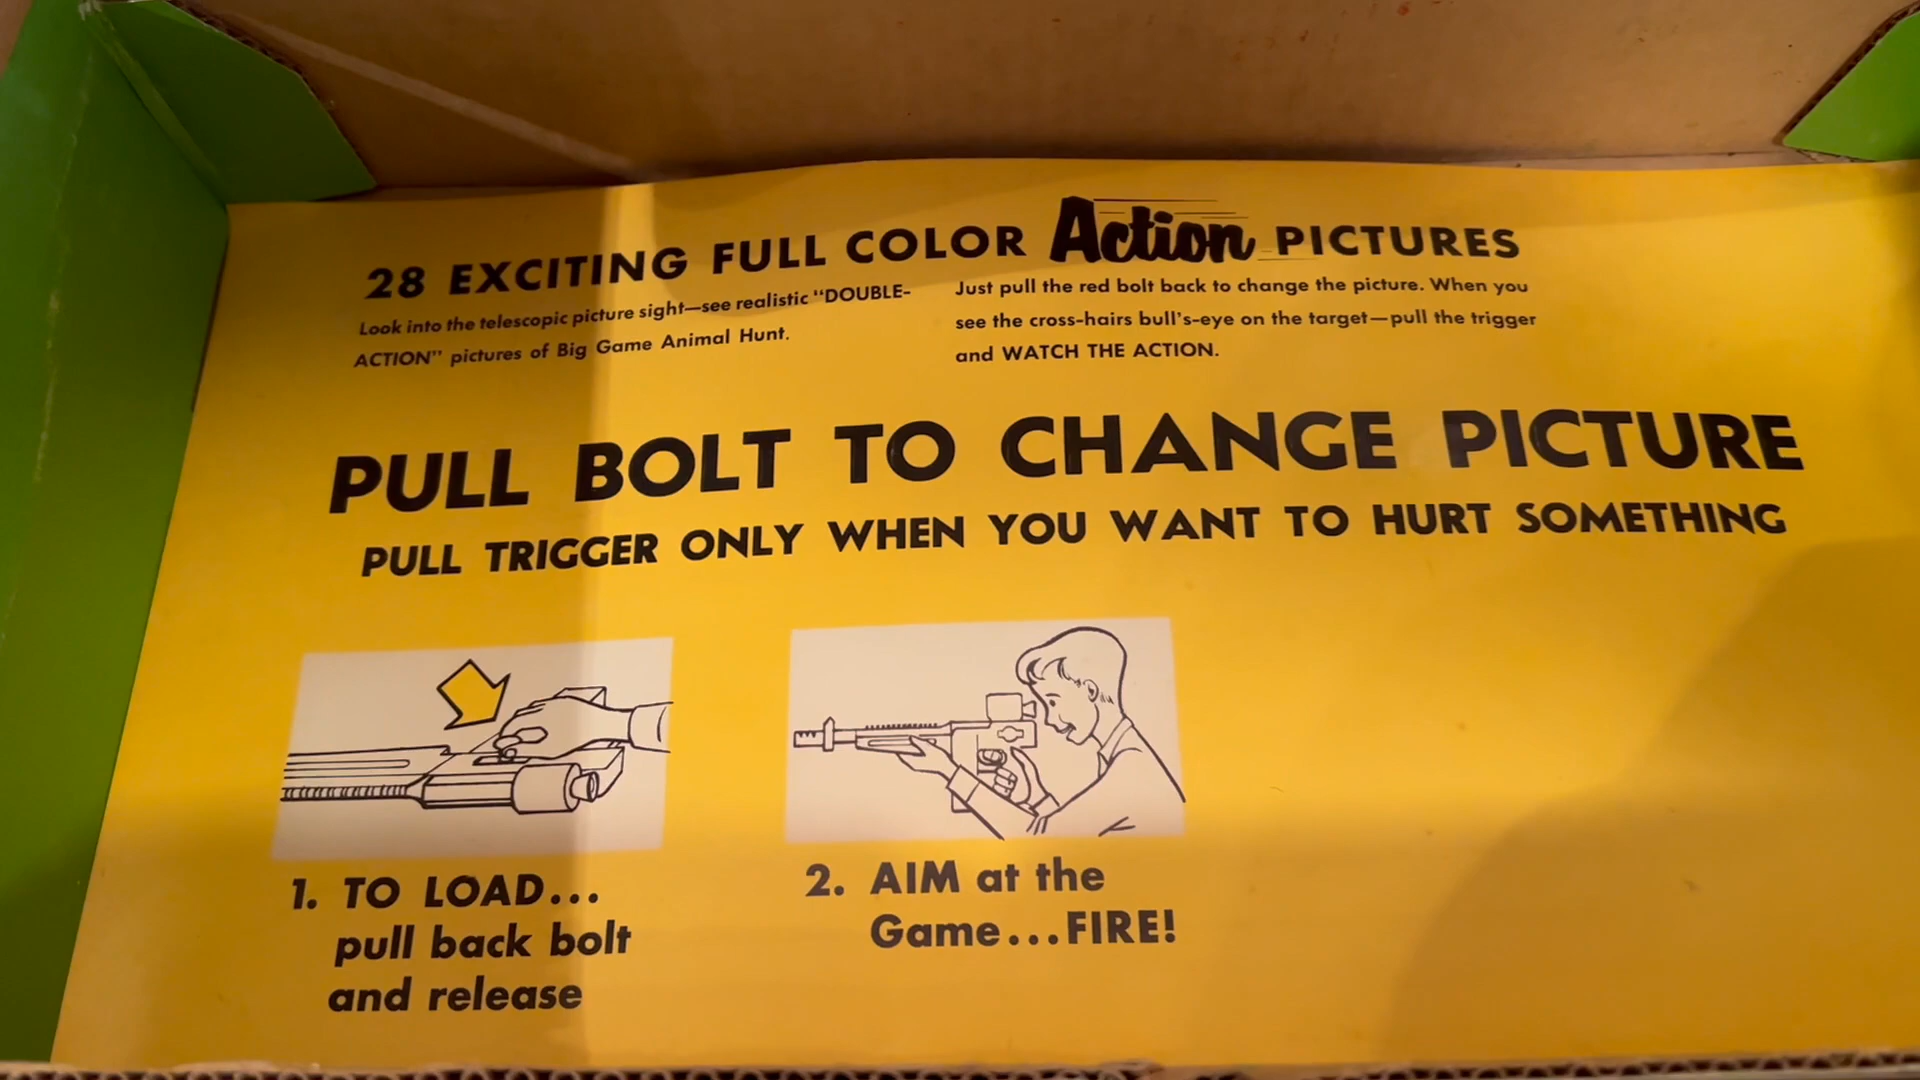 28 EXCITING FULL COLOR Action PICTURES
Look into the telescopic picture sight—see realistic "DOUBLE-
ACTION" pictures of Big Game Animal Hunt.
Just pull the red bolt back to change the picture. When you
see the cross-hairs bull's-eye on the target—pull the trigger
and WATCH THE ACTION.
PULL BOLT TO CHANGE PICTURE
PULL TRIGGER ONLY WHEN YOU WANT TO HURT SOMETHING
1. TO LOAD...
pull back bolt
and release
2. AIM at the
Game...FIRE!